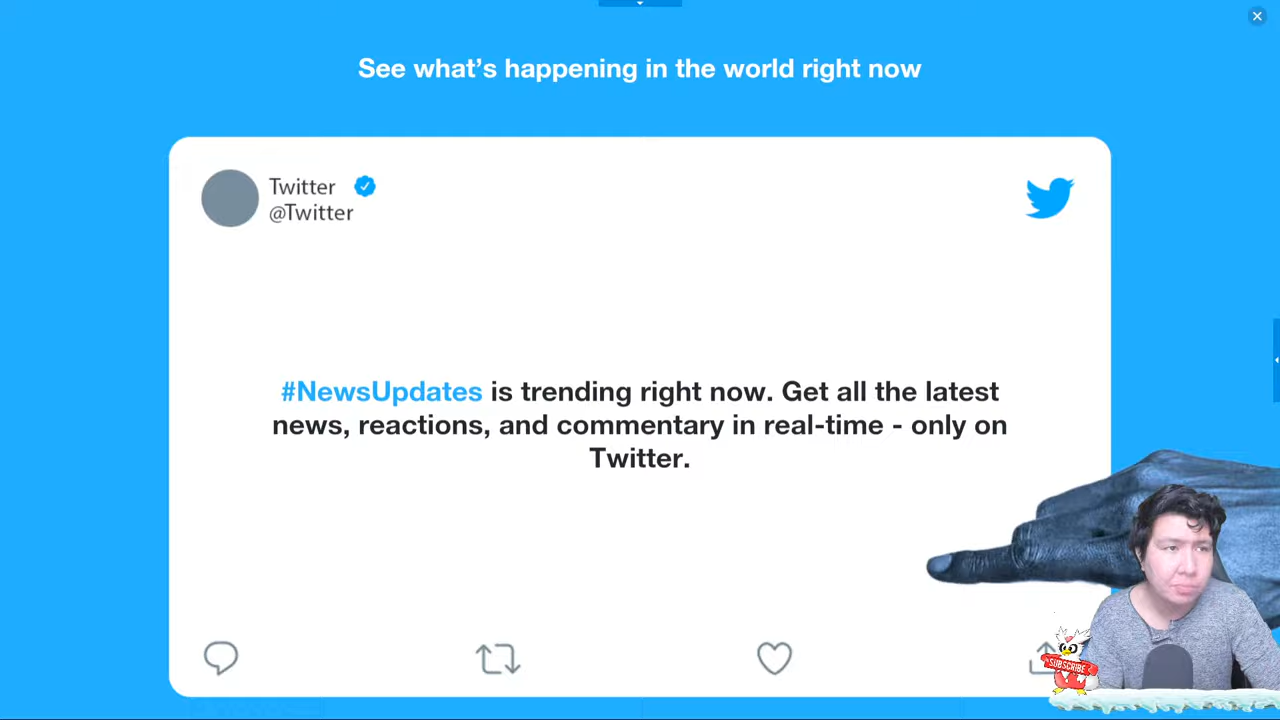 See what’s happening in the world right now
Twitter
@Twitter
#NewsUpdates is trending right now. Get all the latest
news, reactions, and commentary in real-time - only on
Twitter.
SUBSCRIBE